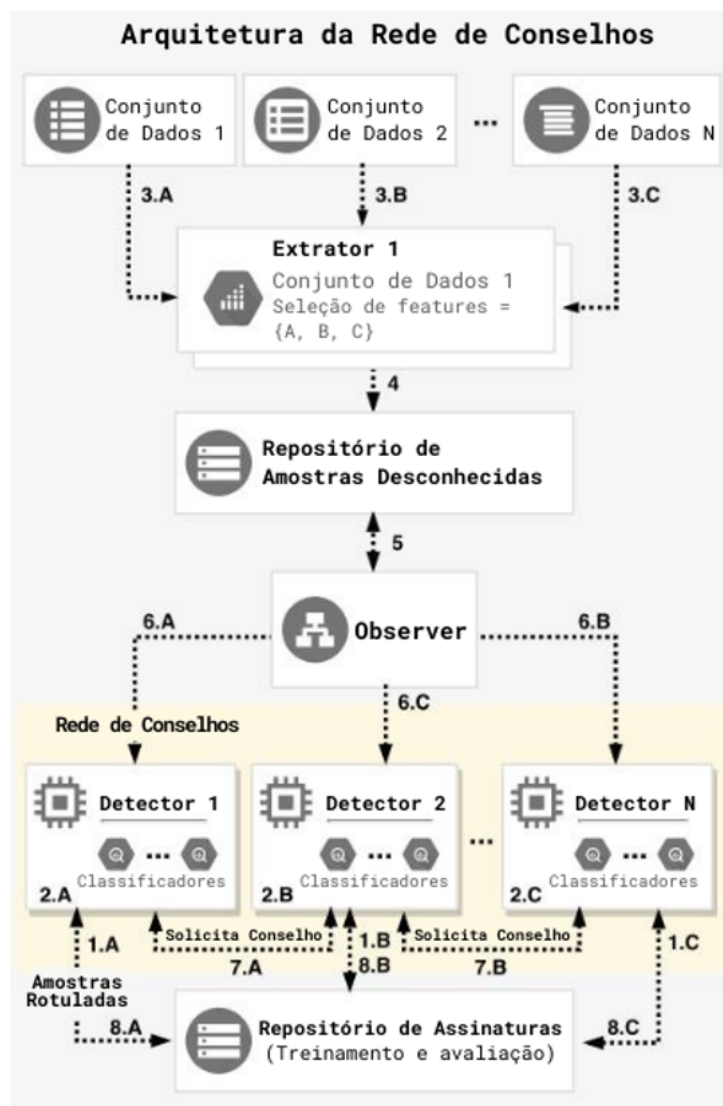 Arquitetura da Rede de Conselhos
Conjunto
de Dados 1
Conjunto
de Dados 2
...
Conjunto
de Dados N
3.A
3.B
3.C
Extrator 1
Conjunto de Dados 1
Seleção de features =
{A, B, C}
4
Repositório de
Amostras Desconhecidas
5
Observer
6.A
6.B
6.C
Rede de Conselhos
Detector 1
...
Classificadores
2.A
Detector 2
...
Classificadores
2.B
...
Detector N
...
Classificadores
2.C
1.A
Solicita Conselho
7.A
1.B
8.B
Solicita Conselho
7.B
1.C
Amostras
Rotuladas
8.A
Repositório de Assinaturas
(Treinamento e avaliação)
8.C